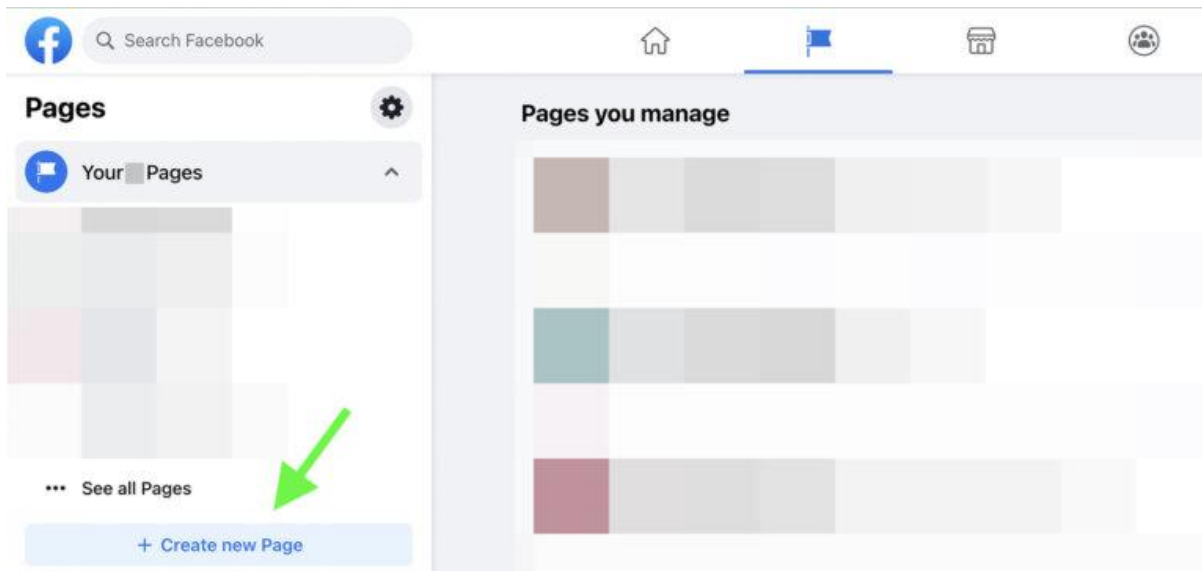 Search Facebook
Pages
Your Pages
See all Pages
+ Create new Page
Pages you manage